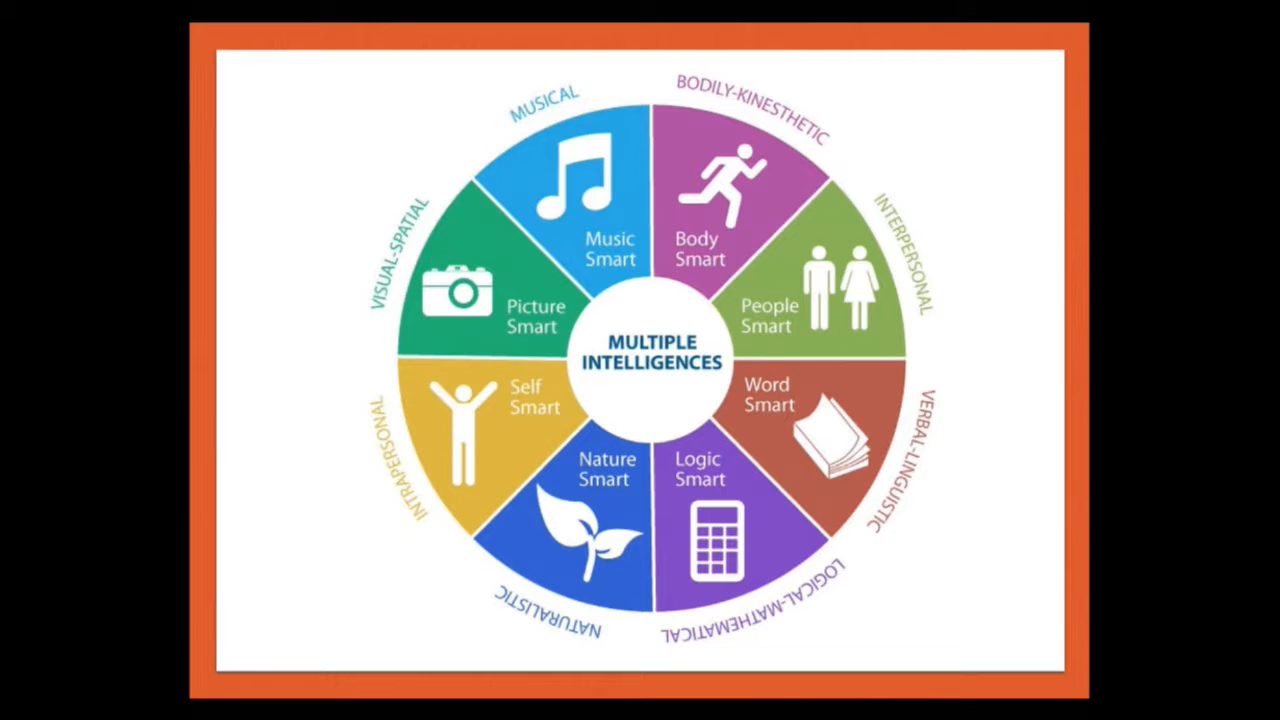 MUSICAL
BODILY-KINESTHETIC
INTERPERSONAL
VERBAL-LINGUISTIC
LOGICAL-MATHEMATICAL
NATURALISTIC
INTRAPERSONAL
VISUAL-SPATIAL
Music
Smart
Body
Smart
People
Smart
Word
Smart
Logic
Smart
Nature
Smart
Self
Smart
Picture
Smart
MULTIPLE
INTELLIGENCES